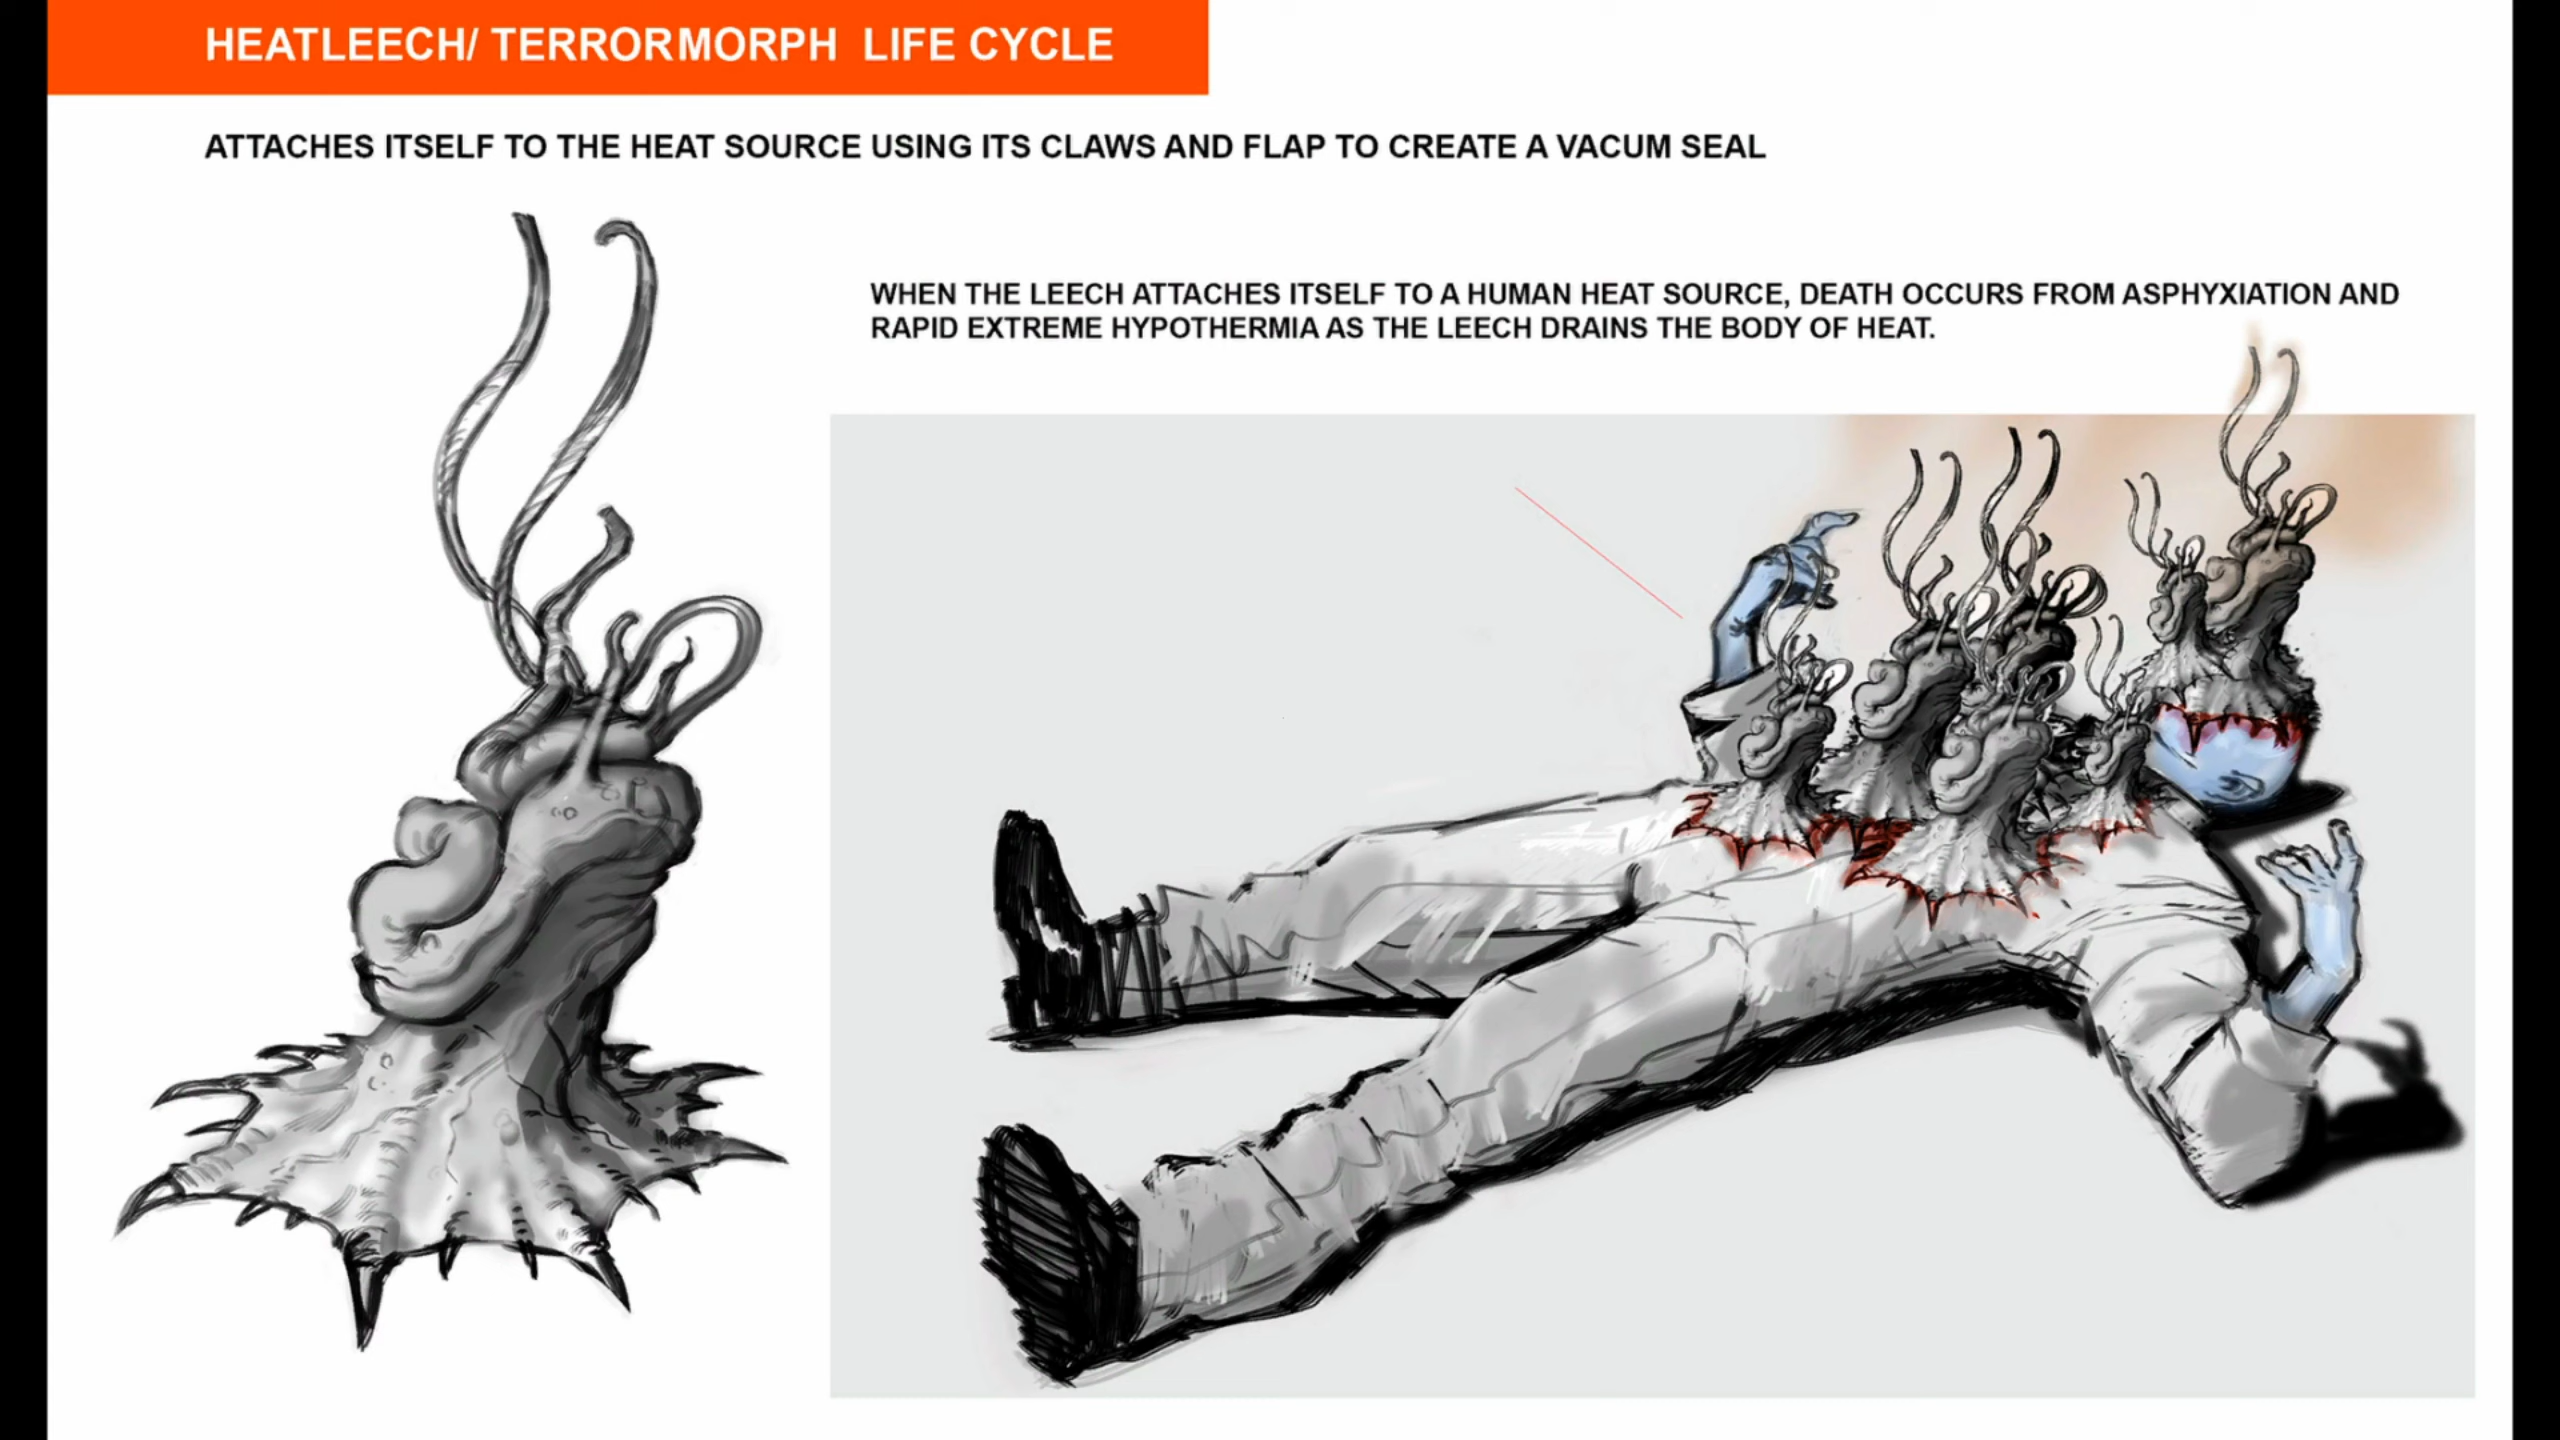 HEATLEECH/ TERRORMORPH LIFE CYCLE
ATTACHES ITSELF TO THE HEAT SOURCE USING ITS CLAWS AND FLAP TO CREATE A VACUM SEAL
WHEN THE LEECH ATTACHES ITSELF TO A HUMAN HEAT SOURCE, DEATH OCCURS FROM ASPHYXIATION AND
RAPID EXTREME HYPOTHERMIA AS THE LEECH DRAINS THE BODY OF HEAT.